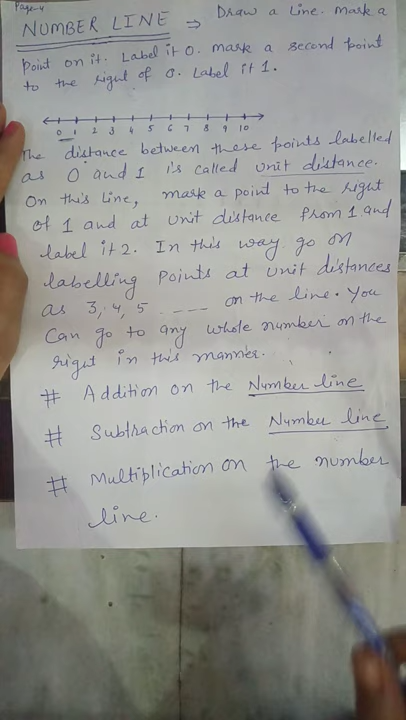 Page-4
NUMBER LINE → Draw a Line. Mark a
Point on it. Label it 0. mark a second point
to the right of 0. Label it 1.
0 1 2 3 4 5 6 7 8 9 10
The distance between these points labelled
as 0 and 1 is called unit distance.
On this Line, mark a point to the right
of 1 and at unit distance from 1 and
label it 2. In this way go on
labelling Points at unit distances
as 3, 4, 5 ---- on the line. You
Can go to any whole number on the
right in this manner.
# Addition on the Number line
# Subtraction on the Number line
# Multiplication on the number
line.